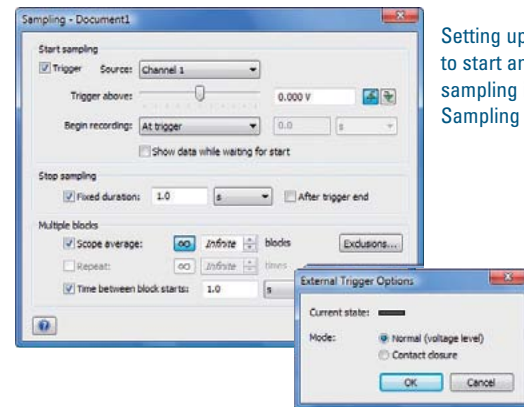 Sampling - Document1
Start sampling
Trigger Source: Channel 1
Trigger above: 0.000 V
Begin recording: At trigger 0.0 s
Show data while waiting for start
Stop sampling
Fixed duration: 1.0 s After trigger end
Multiple blocks
Scope average: ∞ Infinite blocks Exclusions...
Repeat: ∞ Infinite times
Time between block starts: 1.0 s
External Trigger Options
Current state:
Mode: Normal (voltage level)
Contact closure
OK Cancel
Setting up
to start an
sampling
Sampling